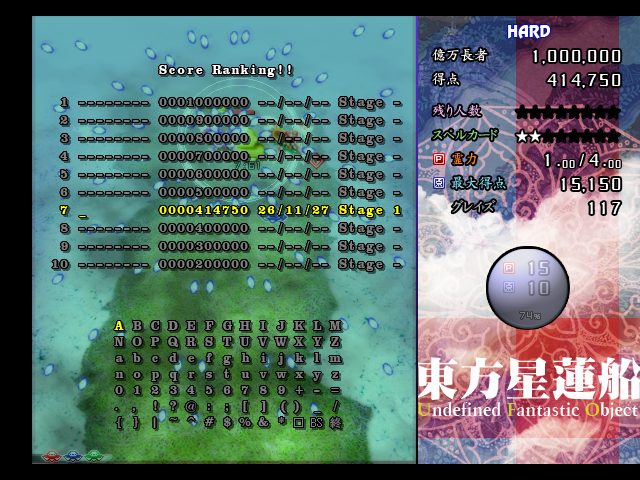 HARD
億万長者 1,000,000
得点 414,750
残り人数
スペルカード
P 霊力 1.00/4.00
点 最大得点 15,150
グレイズ 117
P 15
点 10
74%
東方星蓮船
Undefined Fantastic Object
Score Ranking!!
1 -------- 0001000000 --/--/-- Stage -
2 -------- 0000900000 --/--/-- Stage -
3 -------- 0000800000 --/--/-- Stage -
4 -------- 0000700000 --/--/-- Stage -
5 -------- 0000600000 --/--/-- Stage -
6 -------- 0000500000 --/--/-- Stage -
7 _ 0000414750 26/11/27 Stage 1
8 -------- 0000400000 --/--/-- Stage -
9 -------- 0000300000 --/--/-- Stage -
10 -------- 0000200000 --/--/-- Stage -
A B C D E F G H I J K L M
N O P Q R S T U V W X Y Z
a b c d e f g h i j k l m
n o p q r s t u v w x y z
0 1 2 3 4 5 6 7 8 9 + - =
. , ! ? @ : ; [ ] ( ) _ /
{ } | ~ ^ # $ % & * □ BS 終